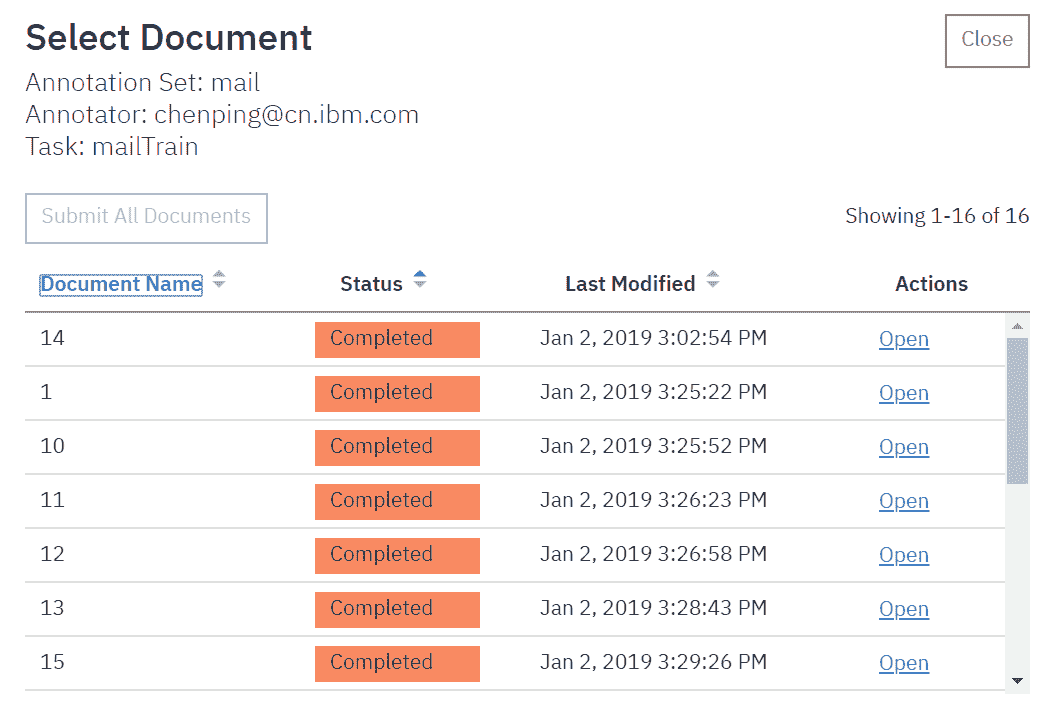 Select Document
Close
Annotation Set: mail
Annotator: chenping@cn.ibm.com
Task: mailTrain
Submit All Documents
Showing 1-16 of 16
Document Name Status Last Modified Actions
14 Completed Jan 2, 2019 3:02:54 PM Open
1 Completed Jan 2, 2019 3:25:22 PM Open
10 Completed Jan 2, 2019 3:25:52 PM Open
11 Completed Jan 2, 2019 3:26:23 PM Open
12 Completed Jan 2, 2019 3:26:58 PM Open
13 Completed Jan 2, 2019 3:28:43 PM Open
15 Completed Jan 2, 2019 3:29:26 PM Open